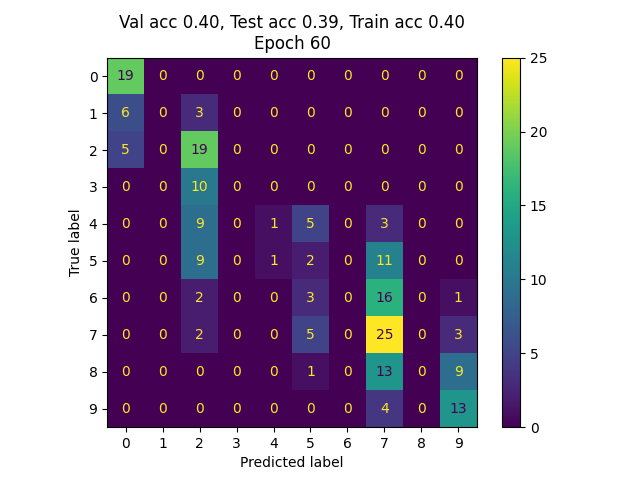 Val acc 0.40, Test acc 0.39, Train acc 0.40
Epoch 60
True label
0 19 0 0 0 0 0 0 0 0 0
1 6 0 3 0 0 0 0 0 0 0
2 5 0 19 0 0 0 0 0 0 0
3 0 0 10 0 0 0 0 0 0 0
4 0 0 9 0 1 5 0 3 0 0
5 0 0 9 0 1 2 0 11 0 0
6 0 0 2 0 0 3 0 16 0 1
7 0 0 2 0 0 5 0 25 0 3
8 0 0 0 0 0 1 0 13 0 9
9 0 0 0 0 0 0 0 4 0 13
0 1 2 3 4 5 6 7 8 9
Predicted label
25
20
15
10
5
0